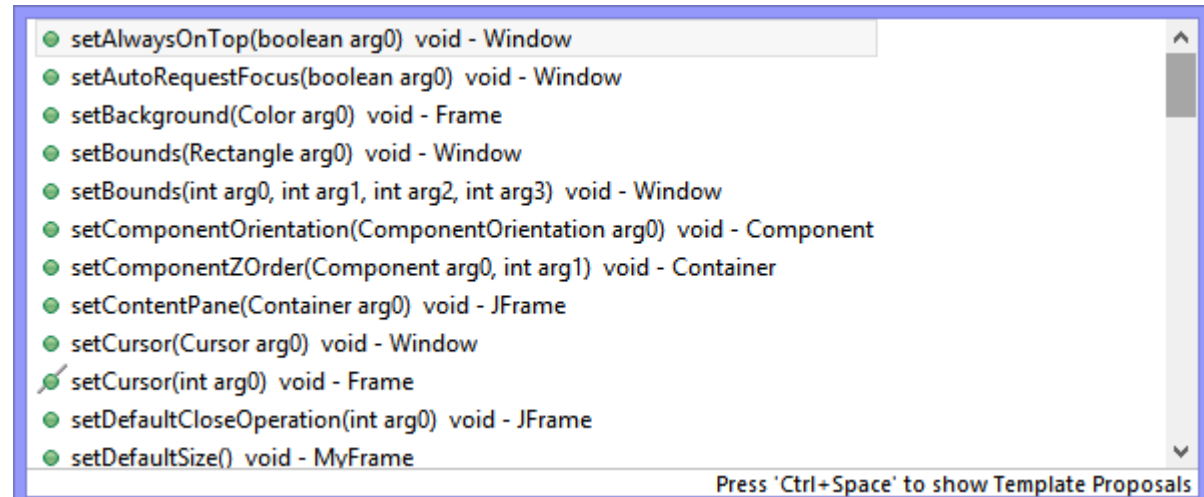 setAlwaysOnTop(boolean arg0) void - Window
setAutoRequestFocus(boolean arg0) void - Window
setBackground(Color arg0) void - Frame
setBounds(Rectangle arg0) void - Window
setBounds(int arg0, int arg1, int arg2, int arg3) void - Window
setComponentOrientation(ComponentOrientation arg0) void - Component
setComponentZOrder(Component arg0, int arg1) void - Container
setContentPane(Container arg0) void - JFrame
setCursor(Cursor arg0) void - Window
setCursor(int arg0) void - Frame
setDefaultCloseOperation(int arg0) void - JFrame
setDefaultSize() void - MyFrame
Press 'Ctrl+Space' to show Template Proposals